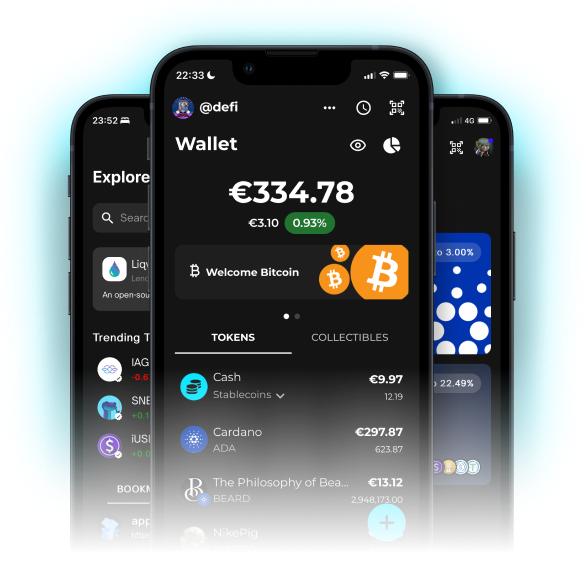 22:33
@defi
Wallet
€334.78
€3.10 0.93%
Welcome Bitcoin
TOKENS COLLECTIBLES
Cash €9.97
Stablecoins 12.19
Cardano €297.87
ADA 623.87
The Philosophy of Bea... €13.12
BEARD 2,948,173.00
NikePig
23:52
Explore
Searc
Liqv
Lend
An open-sou
Trending T
IAG
-0.6
SNE
+0.1
iUSI
+0.0
BOOKM
app
4G
3.00%
22.49%